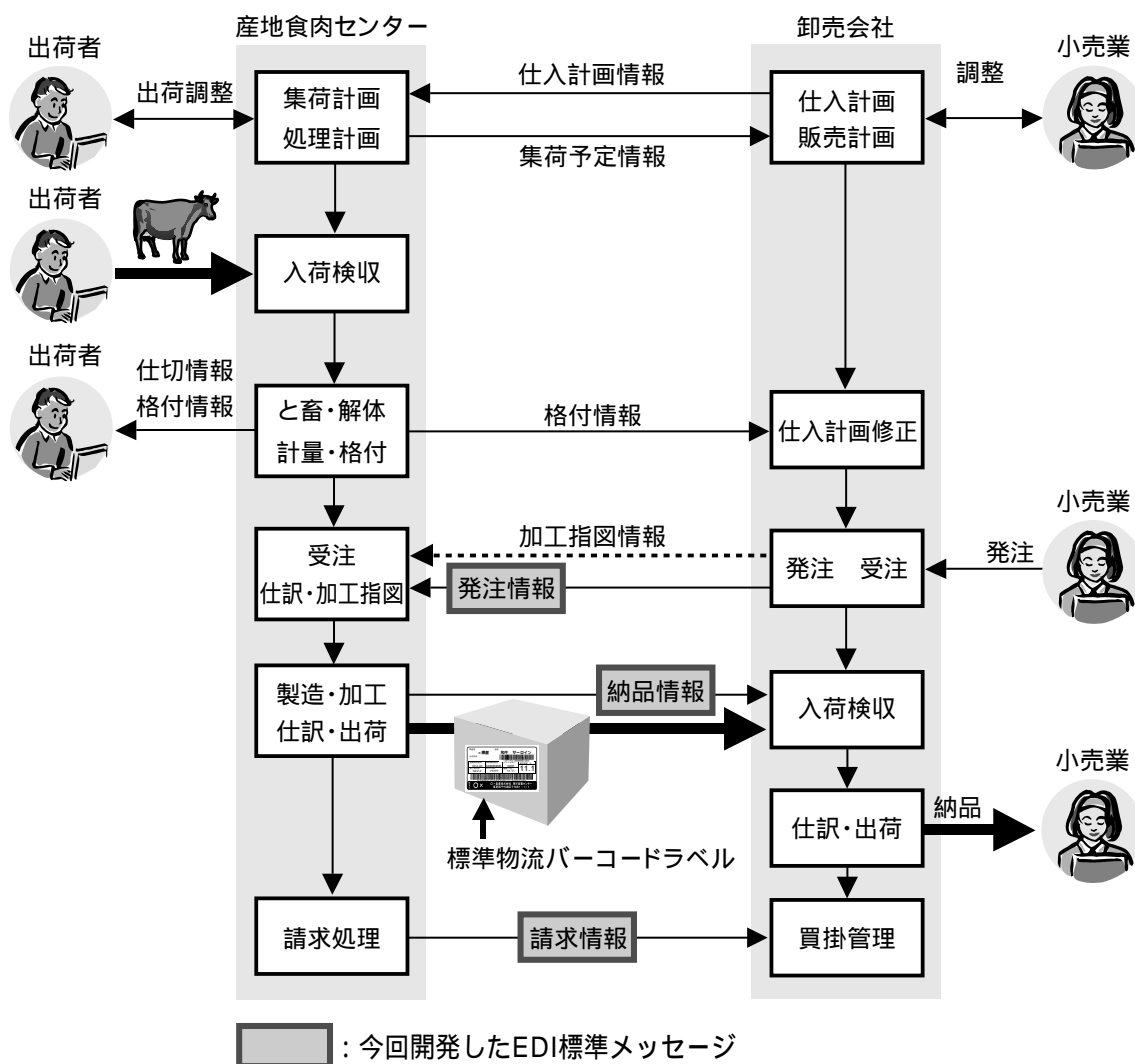 産地食肉センター
卸売会社
出荷者
小売業
出荷調整
集荷計画
処理計画
仕入計画情報
集荷予定情報
仕入計画
販売計画
調整
出荷者
入荷検収
出荷者
仕切情報
格付情報
と畜・解体
計量・格付
格付情報
仕入計画修正
小売業
受注
仕訳・加工指図
加工指図情報
発注情報
発注 受注
発注
製造・加工
仕訳・出荷
納品情報
入荷検収
小売業
サーロイン
11.1
標準物流バーコードラベル
仕訳・出荷
納品
請求処理
請求情報
買掛管理
：今回開発したEDI標準メッセージ